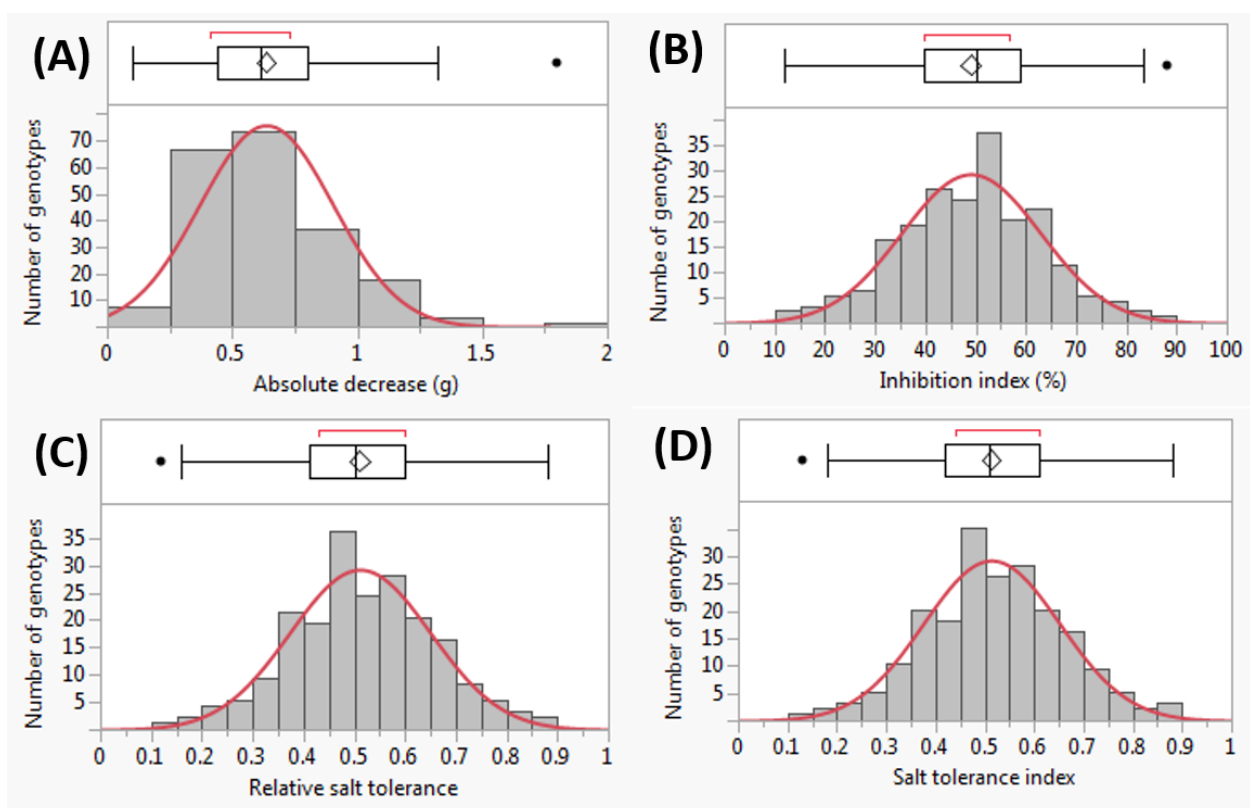 (A)
Number of genotypes
70
60
50
40
30
20
10
0 0.5 1 1.5 2
Absolute decrease (g)
(B)
Numbe of genotypes
35
30
25
20
15
10
5
0 10 20 30 40 50 60 70 80 90 100
Inhibition index (%)
(C)
Number of genotypes
35
30
25
20
15
10
5
0 0.1 0.2 0.3 0.4 0.5 0.6 0.7 0.8 0.9 1
Relative salt tolerance
(D)
Number of genotypes
30
25
20
15
10
5
0 0.1 0.2 0.3 0.4 0.5 0.6 0.7 0.8 0.9 1
Salt tolerance index